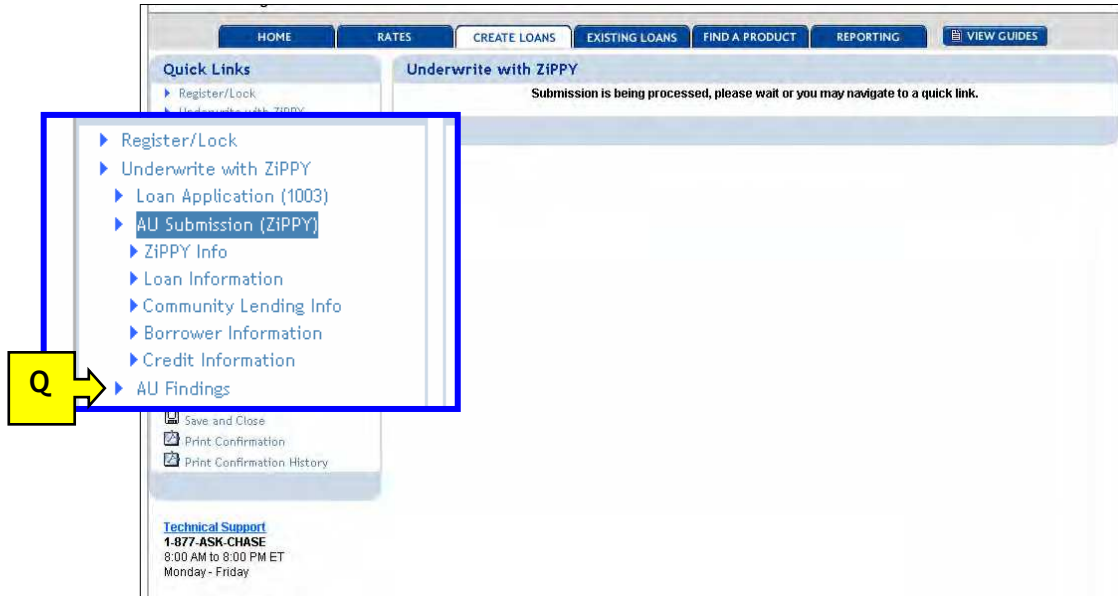 HOME RATES CREATE LOANS EXISTING LOANS FIND A PRODUCT REPORTING VIEW GUIDES
Quick Links
Underwrite with ZiPPY
Register/Lock
Submission is being processed, please wait or you may navigate to a quick link.
Underwrite with ZiPPY
Register/Lock
Underwrite with ZiPPY
Loan Application (1003)
AU Submission (ZiPPY)
ZiPPY Info
Loan Information
Community Lending Info
Borrower Information
Credit Information
Q
AU Findings
Save and Close
Print Confirmation
Print Confirmation History
Technical Support
1-877-ASK-CHASE
8:00 AM to 8:00 PM ET
Monday - Friday